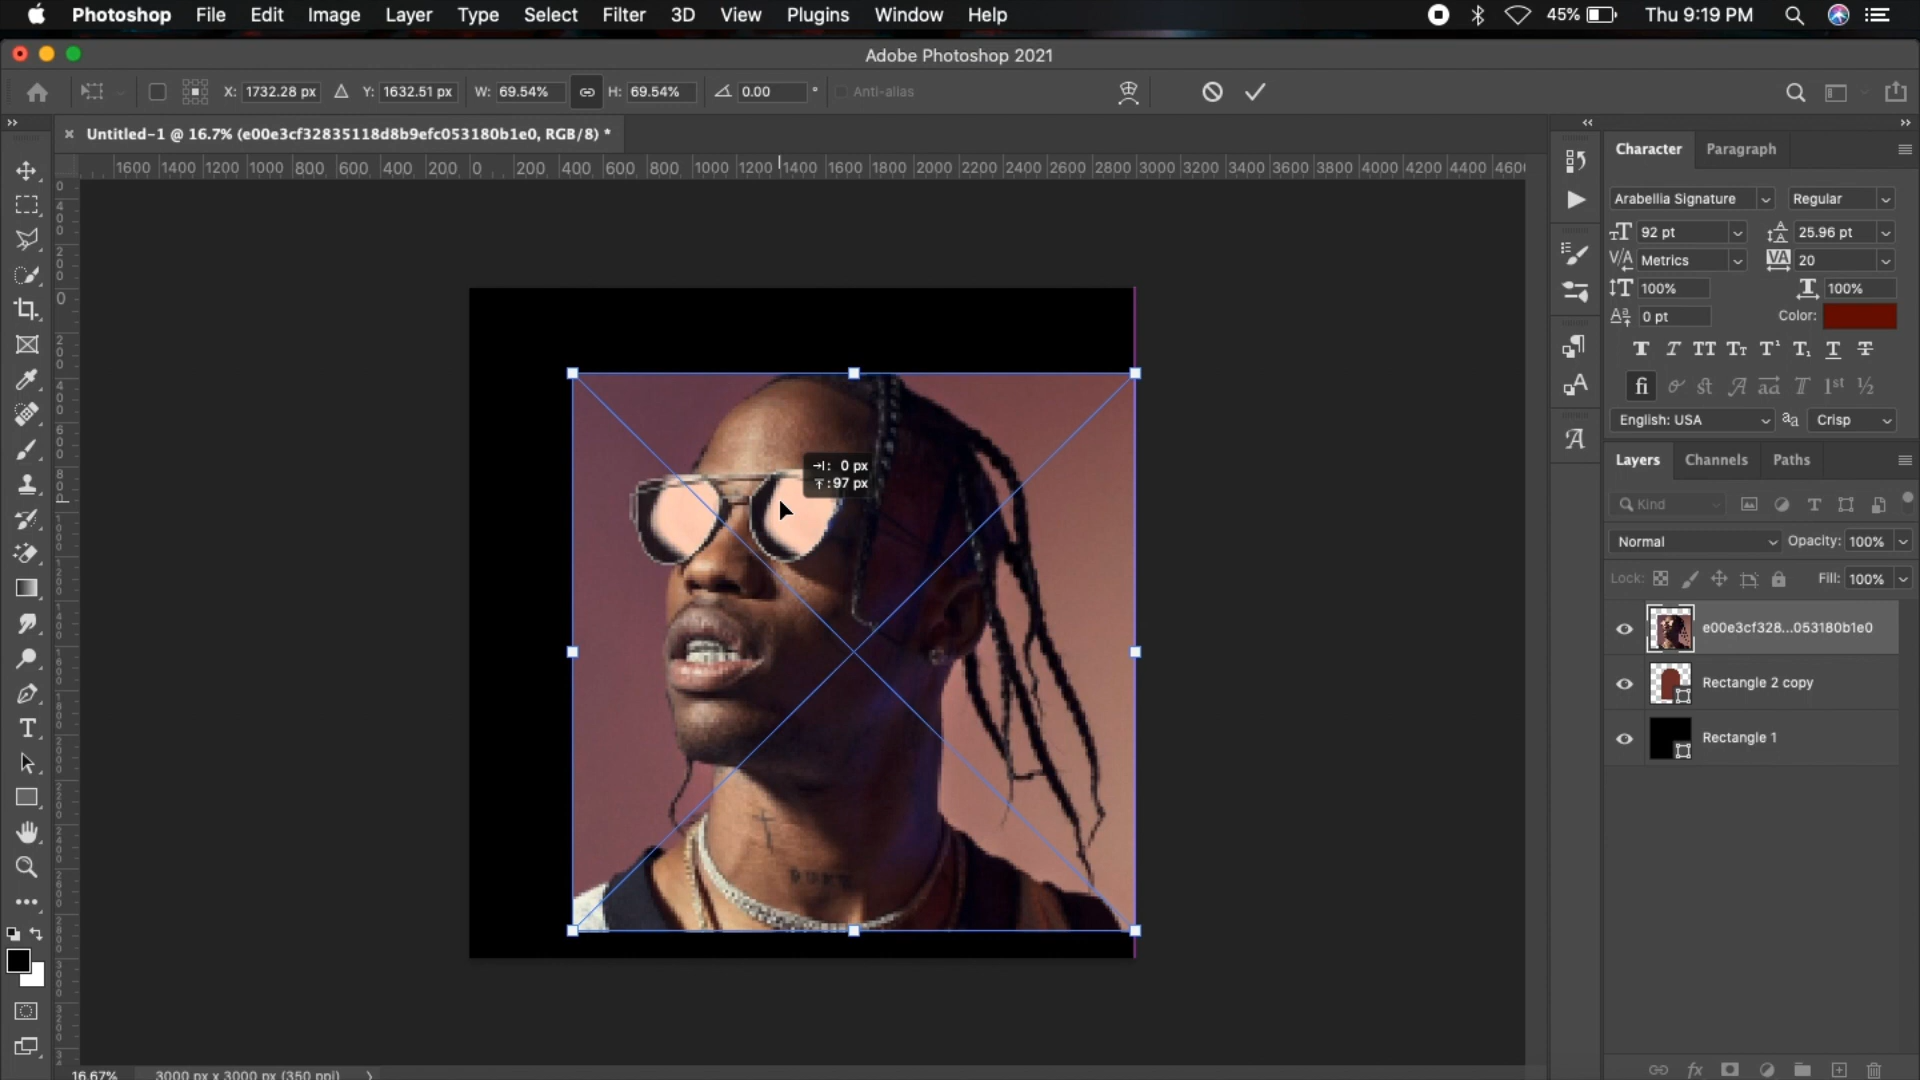 Photoshop File Edit Image Layer Type Select Filter 3D View Plugins Window Help 45% Thu 9:19 PM
Adobe Photoshop 2021
X: 1732.28 px Y: 1632.51 px W: 69.54% H: 69.54% 0.00 ° Anti-alias
Untitled-1 @ 16.7% (e00e3cf32835118d8b9efc053180b1e0, RGB/8) *
1600 1400 1200 1000 800 600 400 200 0 200 400 600 800 1000 1200 1400 1600 1800 2000 2200 2400 2600 2800 3000 3200 3400 3600 3800 4000 4200 4400 4600
Character Paragraph
Arabellia Signature Regular
92 pt 25.96 pt
Metrics 20
100% 100%
0 pt Color:
English: USA Crisp
Layers Channels Paths
Kind
Normal Opacity: 100%
Lock: Fill: 100%
e00e3cf328...053180b1e0
Rectangle 2 copy
Rectangle 1
0 px
97 px
16.67% 3000 px x 3000 px (350 ppi)